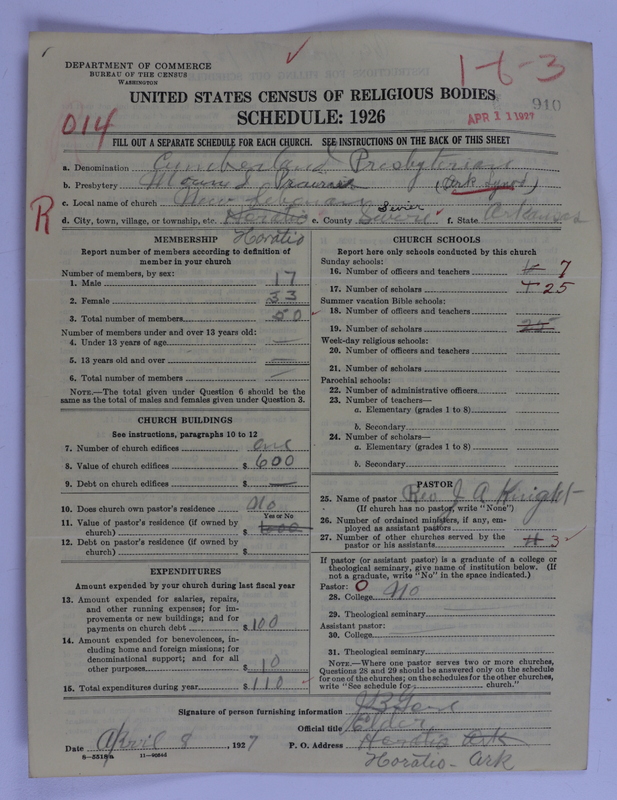 DEPARTMENT OF COMMERCE
BUREAU OF THE CENSUS
WASHINGTON
1-6-3
UNITED STATES CENSUS OF RELIGIOUS BODIES
910
SCHEDULE: 1926
APR 11 1927
014
FILL OUT A SEPARATE SCHEDULE FOR EACH CHURCH. SEE INSTRUCTIONS ON THE BACK OF THIS SHEET
a. Denomination Cumberland Presbyterian
b. Presbytery Mound Prairie (Ark Synod)
c. Local name of church New
R
d. City, town, village, or township, etc. Horatio e. County Sevier f. State Arkansas
Horatio
MEMBERSHIP
Report number of members according to definition of
member in your church
Number of members, by sex:
1. Male 17
2. Female 33
3. Total number of members 50
Number of members under and over 13 years old:
4. Under 13 years of age
5. 13 years old and over
6. Total number of members
NOTE.—The total given under Question 6 should be the
same as the total of males and females given under Question 3.
CHURCH BUILDINGS
See instructions, paragraphs 10 to 12
7. Number of church edifices one
8. Value of church edifices $ 600
9. Debt on church edifices $
10. Does church own pastor's residence No
Yes or No
11. Value of pastor's residence (if owned by
church) $ 600
12. Debt on pastor's residence (if owned by
church) $
EXPENDITURES
Amount expended by your church during last fiscal year
13. Amount expended for salaries, repairs,
and other running expenses; for im-
provements or new buildings; and for
payments on church debt $ 100
14. Amount expended for benevolences, in-
cluding home and foreign missions; for
denominational support; and for all
other purposes $ 10
15. Total expenditures during year $ 110
CHURCH SCHOOLS
Report here only schools conducted by this church
Sunday schools:
16. Number of officers and teachers 7
17. Number of scholars 25
Summer vacation Bible schools:
18. Number of officers and teachers
19. Number of scholars 25
Week-day religious schools:
20. Number of officers and teachers
21. Number of scholars
Parochial schools:
22. Number of administrative officers
23. Number of teachers—
a. Elementary (grades 1 to 8)
b. Secondary
24. Number of scholars—
a. Elementary (grades 1 to 8)
b. Secondary
PASTOR
25. Name of pastor Rev J A Knight
(If church has no pastor, write "None")
26. Number of ordained ministers, if any, em-
ployed as assistant pastors
27. Number of other churches served by the
pastor or his assistants 4 3
If pastor (or assistant pastor) is a graduate of a college or
theological seminary, give name of institution below. (If
not a graduate, write "No" in the space indicated.)
Pastor: O
28. College No
29. Theological seminary
Assistant pastor:
30. College
31. Theological seminary
NOTE.—Where one pastor serves two or more churches,
Questions 28 and 29 should be answered only on the schedule
for one of the churches; on the schedules for the other churches,
write "See schedule for church."
Signature of person furnishing information J B
Official title Elder
Date April 8, 1927 P. O. Address Horatio Ark
8-5518a 11-9054d
Horatio - Ark